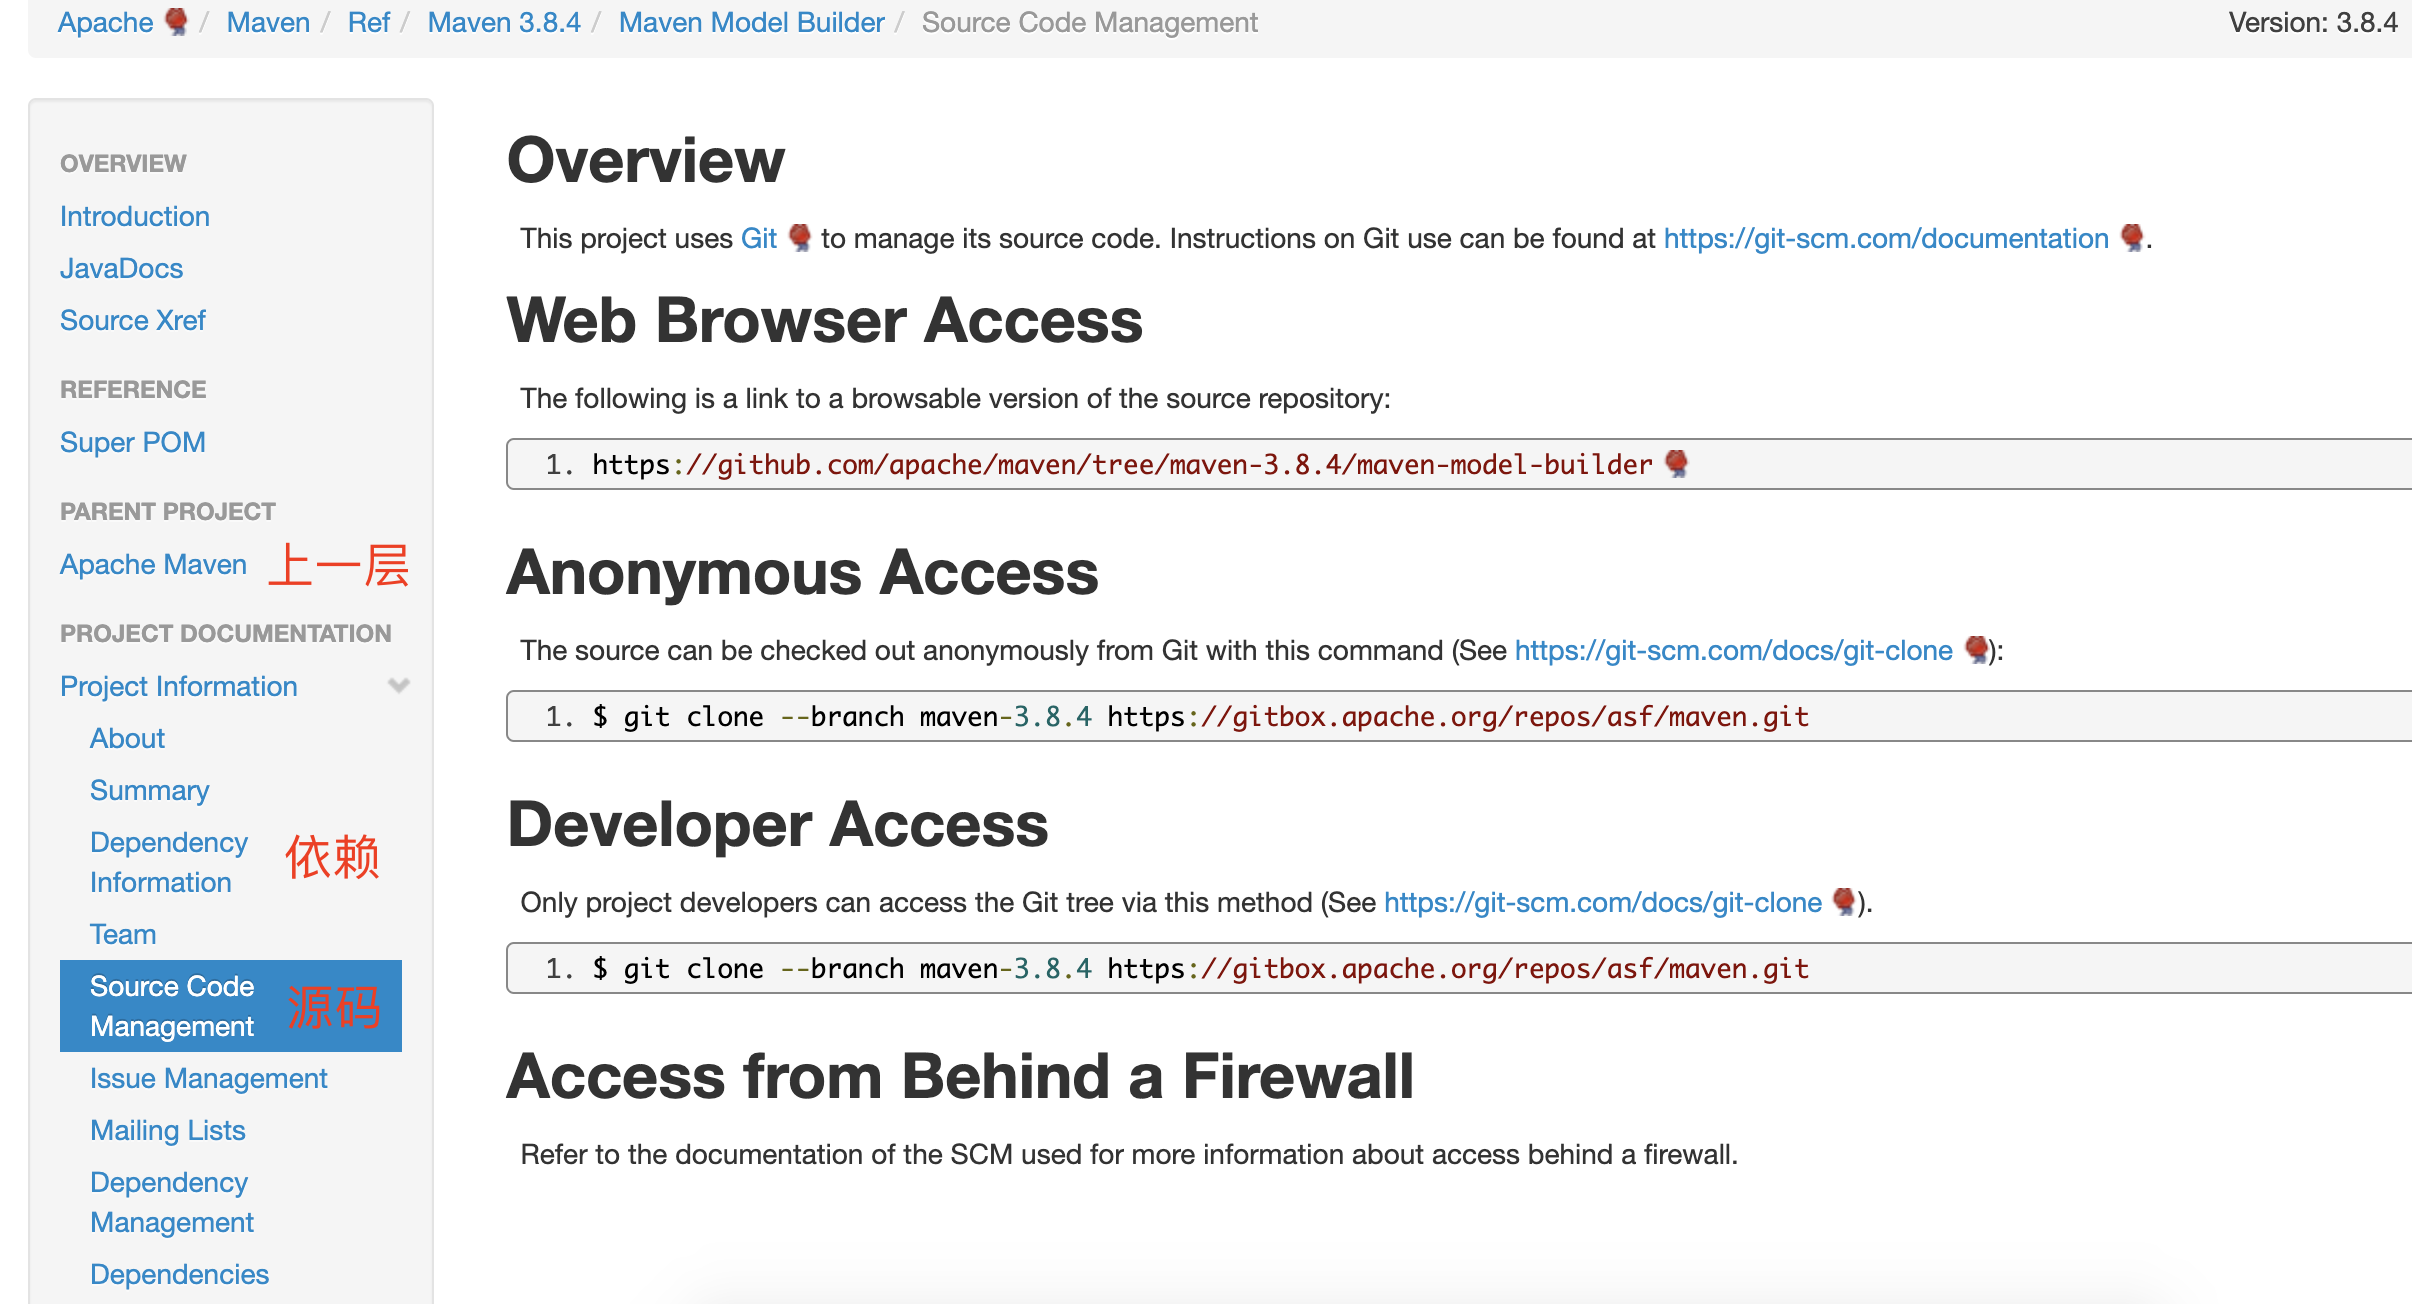 Apache / Maven / Ref / Maven 3.8.4 / Maven Model Builder / Source Code Management
Version: 3.8.4
OVERVIEW
Introduction
JavaDocs
Source Xref
REFERENCE
Super POM
PARENT PROJECT
Apache Maven 上一层
PROJECT DOCUMENTATION
Project Information
About
Summary
Dependency
Information
依赖
Team
Source Code
Management
源码
Issue Management
Mailing Lists
Dependency
Management
Dependencies
Overview
This project uses Git to manage its source code. Instructions on Git use can be found at https://git-scm.com/documentation .
Web Browser Access
The following is a link to a browsable version of the source repository:
1. https://github.com/apache/maven/tree/maven-3.8.4/maven-model-builder
Anonymous Access
The source can be checked out anonymously from Git with this command (See https://git-scm.com/docs/git-clone ):
1. $ git clone --branch maven-3.8.4 https://gitbox.apache.org/repos/asf/maven.git
Developer Access
Only project developers can access the Git tree via this method (See https://git-scm.com/docs/git-clone ).
1. $ git clone --branch maven-3.8.4 https://gitbox.apache.org/repos/asf/maven.git
Access from Behind a Firewall
Refer to the documentation of the SCM used for more information about access behind a firewall.